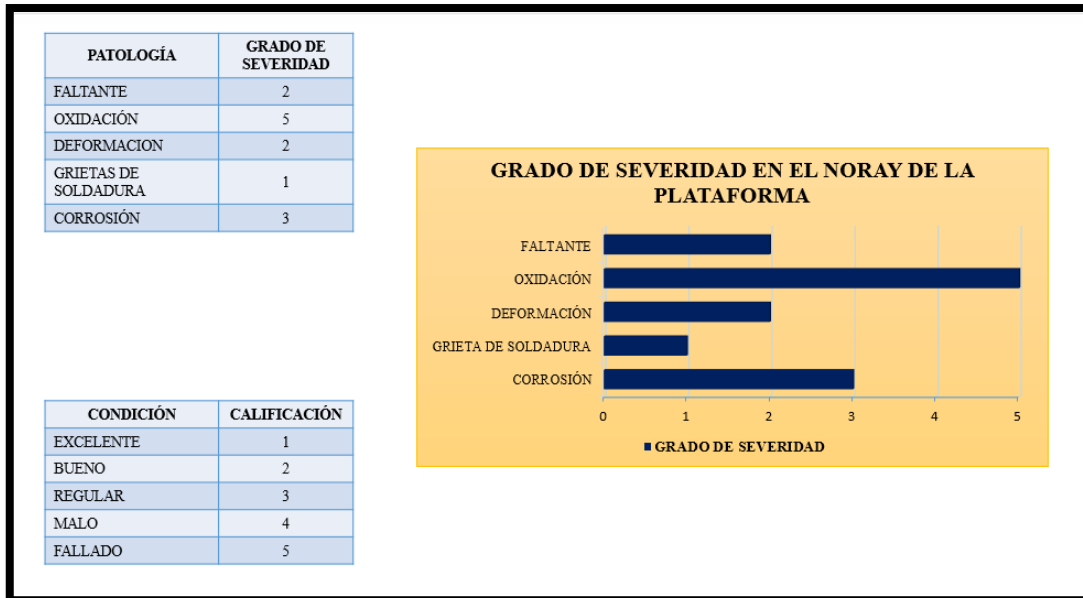 PATOLOGÍA GRADO DE
SEVERIDAD
FALTANTE 2
OXIDACIÓN 5
DEFORMACION 2
GRIETAS DE
SOLDADURA 1
CORROSIÓN 3
GRADO DE SEVERIDAD EN EL NORAY DE LA
PLATAFORMA
FALTANTE
OXIDACIÓN
DEFORMACIÓN
GRIETA DE SOLDADURA
CORROSIÓN
0 1 2 3 4 5
GRADO DE SEVERIDAD
CONDICIÓN CALIFICACIÓN
EXCELENTE 1
BUENO 2
REGULAR 3
MALO 4
FALLADO 5